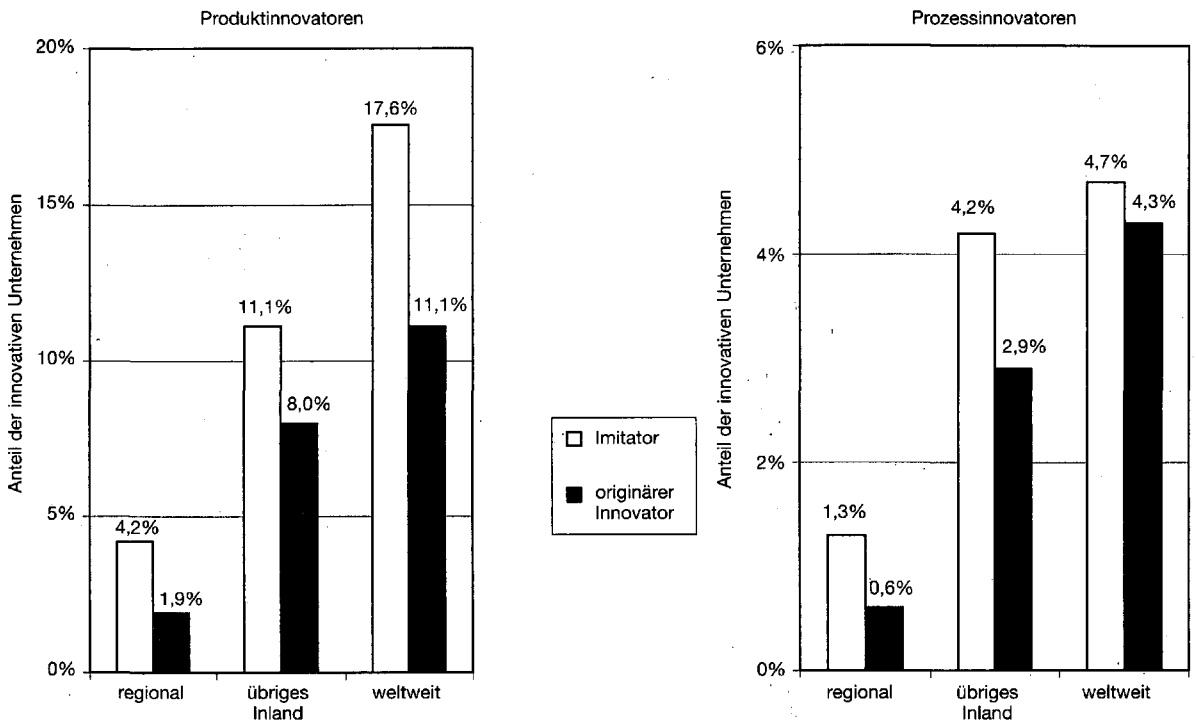 Produktinnovatoren
20%
15%
10%
5%
0%
Anteil der innovativen Unternehmen
4,2%
1,9%
11,1%
8,0%
17,6%
11,1%
regional
übriges
Inland
weltweit
Imitator
originärer
Innovator
Prozessinnovatoren
6%
4%
2%
0%
Anteil der innovativen Unternehmen
1,3%
0,6%
4,2%
2,9%
4,7%
4,3%
regional
übriges
Inland
weltweit